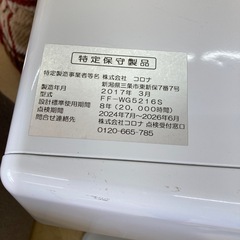 特定保守製品
特定製造事業者等名 株式会社 コロナ
新潟県三条市東新保7番7号
製造年月 2017年 3月
FF-WG5216S
設計標準使用期間 8年(20,000時間)
点検期間 2024年7月~2026年6月
問合せ連絡先 株式会社コロナ 点検受付窓口
0120-665-785